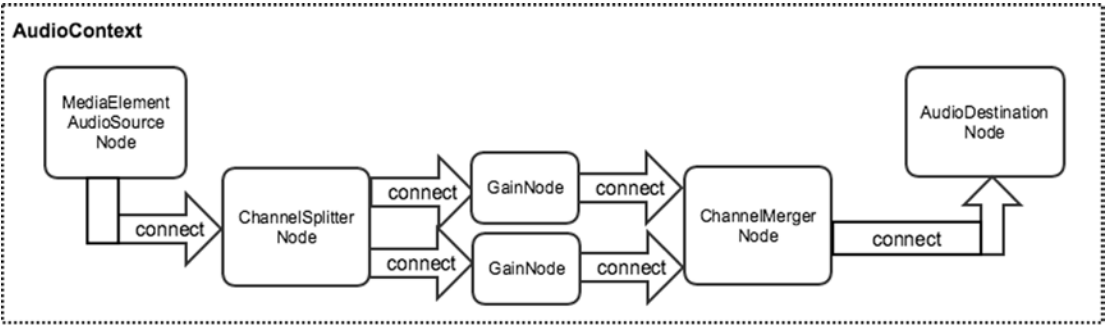 AudioContext
MediaElement
AudioSource
Node
connect
ChannelSplitter
Node
connect
connect
GainNode
GainNode
connect
connect
ChannelMerger
Node
connect
AudioDestination
Node